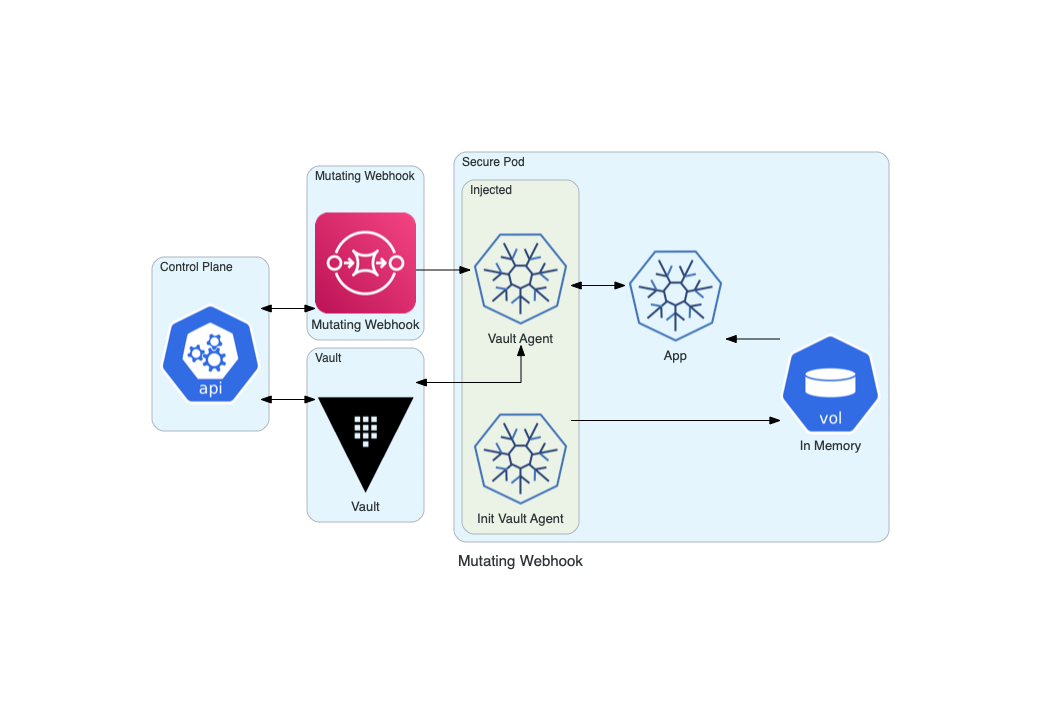 Control Plane
api
Mutating Webhook
Mutating Webhook
Vault
Vault
Secure Pod
Injected
Vault Agent
Init Vault Agent
App
vol
In Memory
Mutating Webhook